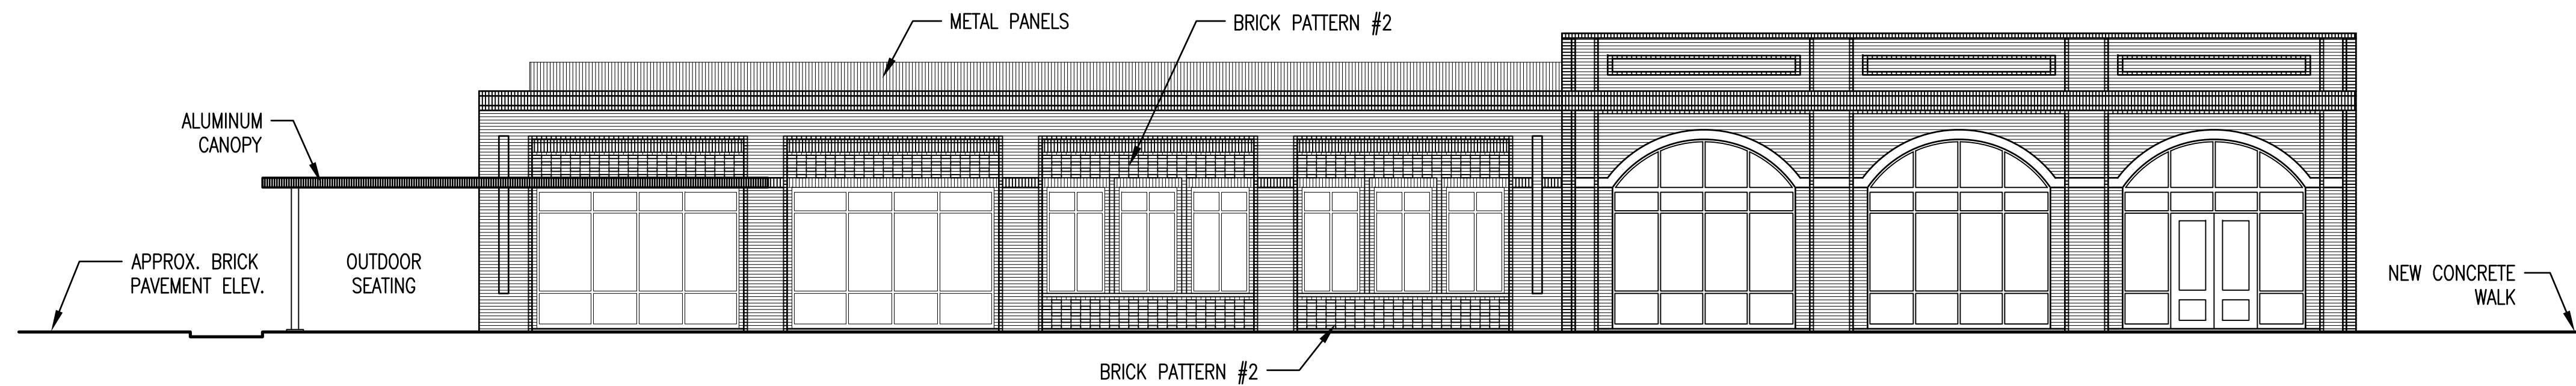 METAL PANELS
BRICK PATTERN #2
ALUMINUM
CANOPY
APPROX. BRICK
PAVEMENT ELEV.
OUTDOOR
SEATING
NEW CONCRETE
WALK
BRICK PATTERN #2